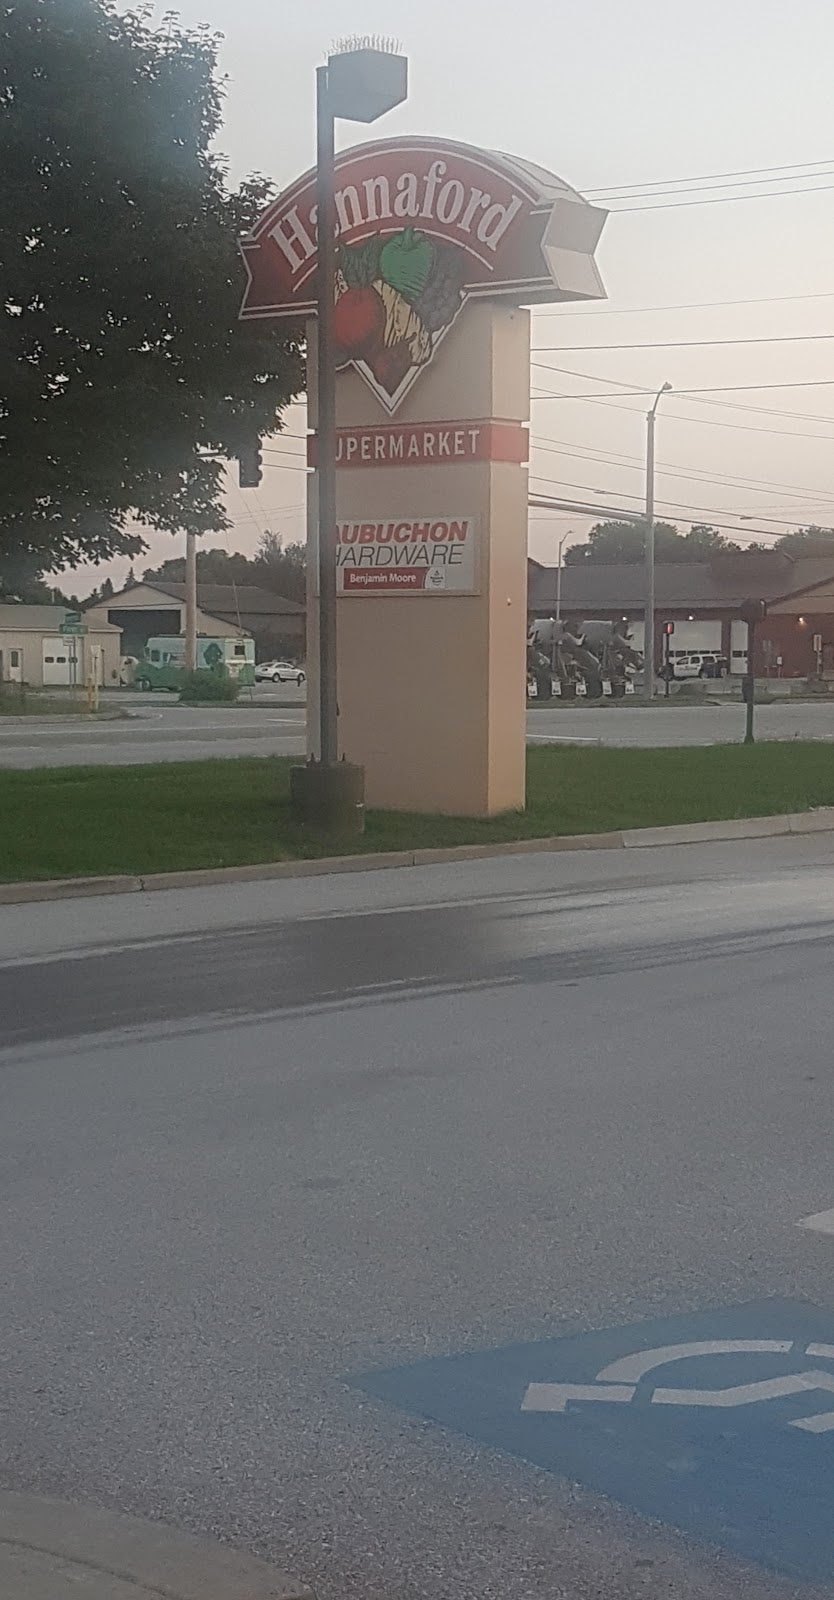 Hannaford
UPERMARKET
AUBUCHON
HARDWARE
Benjamin Moore